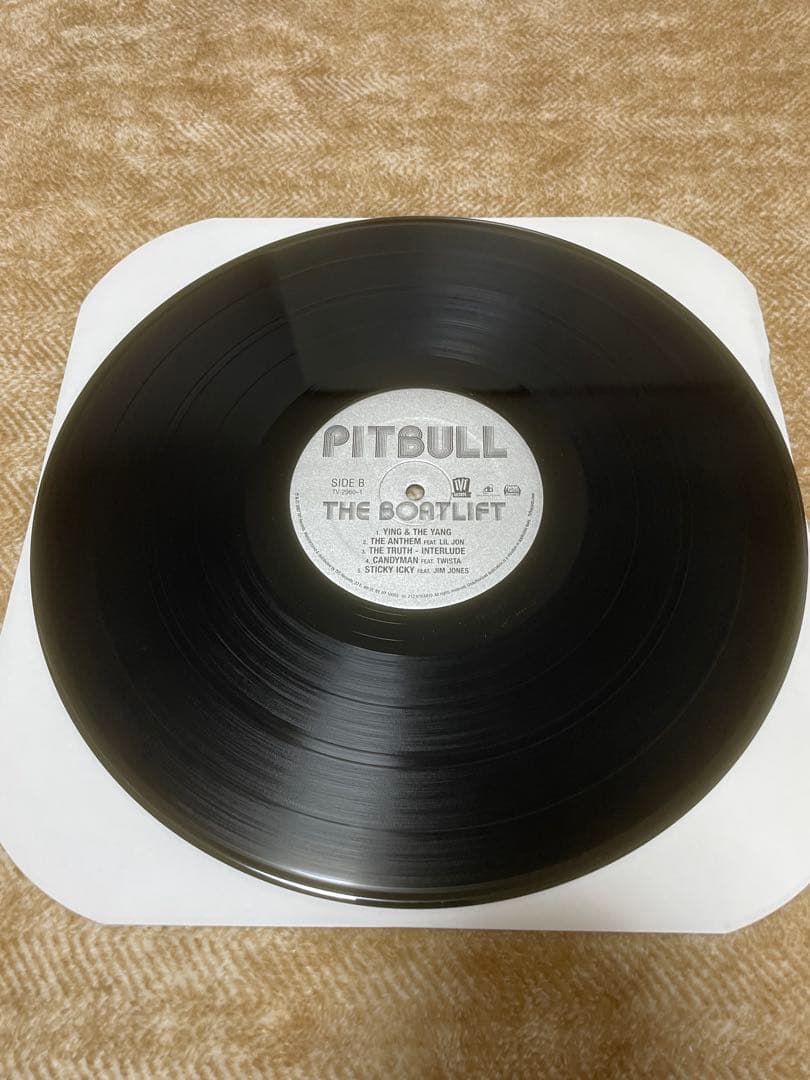 PITBULL
SIDE B
TV-2960-1
TVT
THE BOATLIFT
1. YING & THE YANG
2. THE ANTHEM FEAT. LIL JON
3. THE TRUTH - INTERLUDE
4. CANDYMAN FEAT. TWISTA
5. STICKY ICKY FEAT. JIM JONES